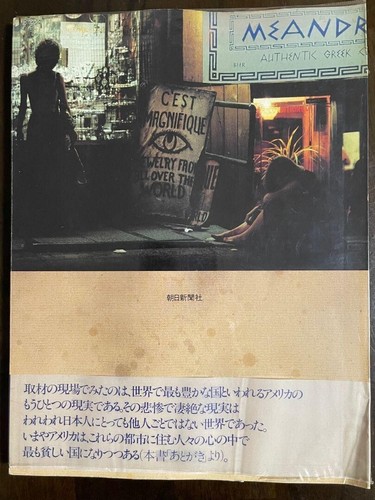 MEANDR
BEER
AUTHENTIC GREEK
C'EST
MAGNIFIQUE
JEWELRY FROM
ALL OVER THE
WORLD
朝日新聞社
取材の現場でみたのは、世界で最も豊かな国といわれるアメリカの
もうひとつの現実である。その悲惨で凄絶な現実は
われわれ日本人にとっても他人ごとではない世界であった。
いまやアメリカは、これらの都市に住む人々の心の中で
最も貧しい国になりつつある(本書「あとがき」より)。